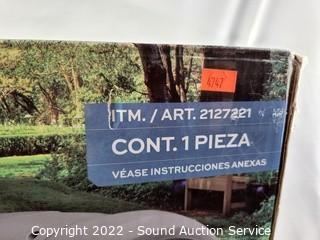 4747
ITM. / ART. 2127221
CONT. 1 PIEZA
VÉASE INSTRUCCIONES ANEXAS
Copyright 2022 - Sound Auction Service